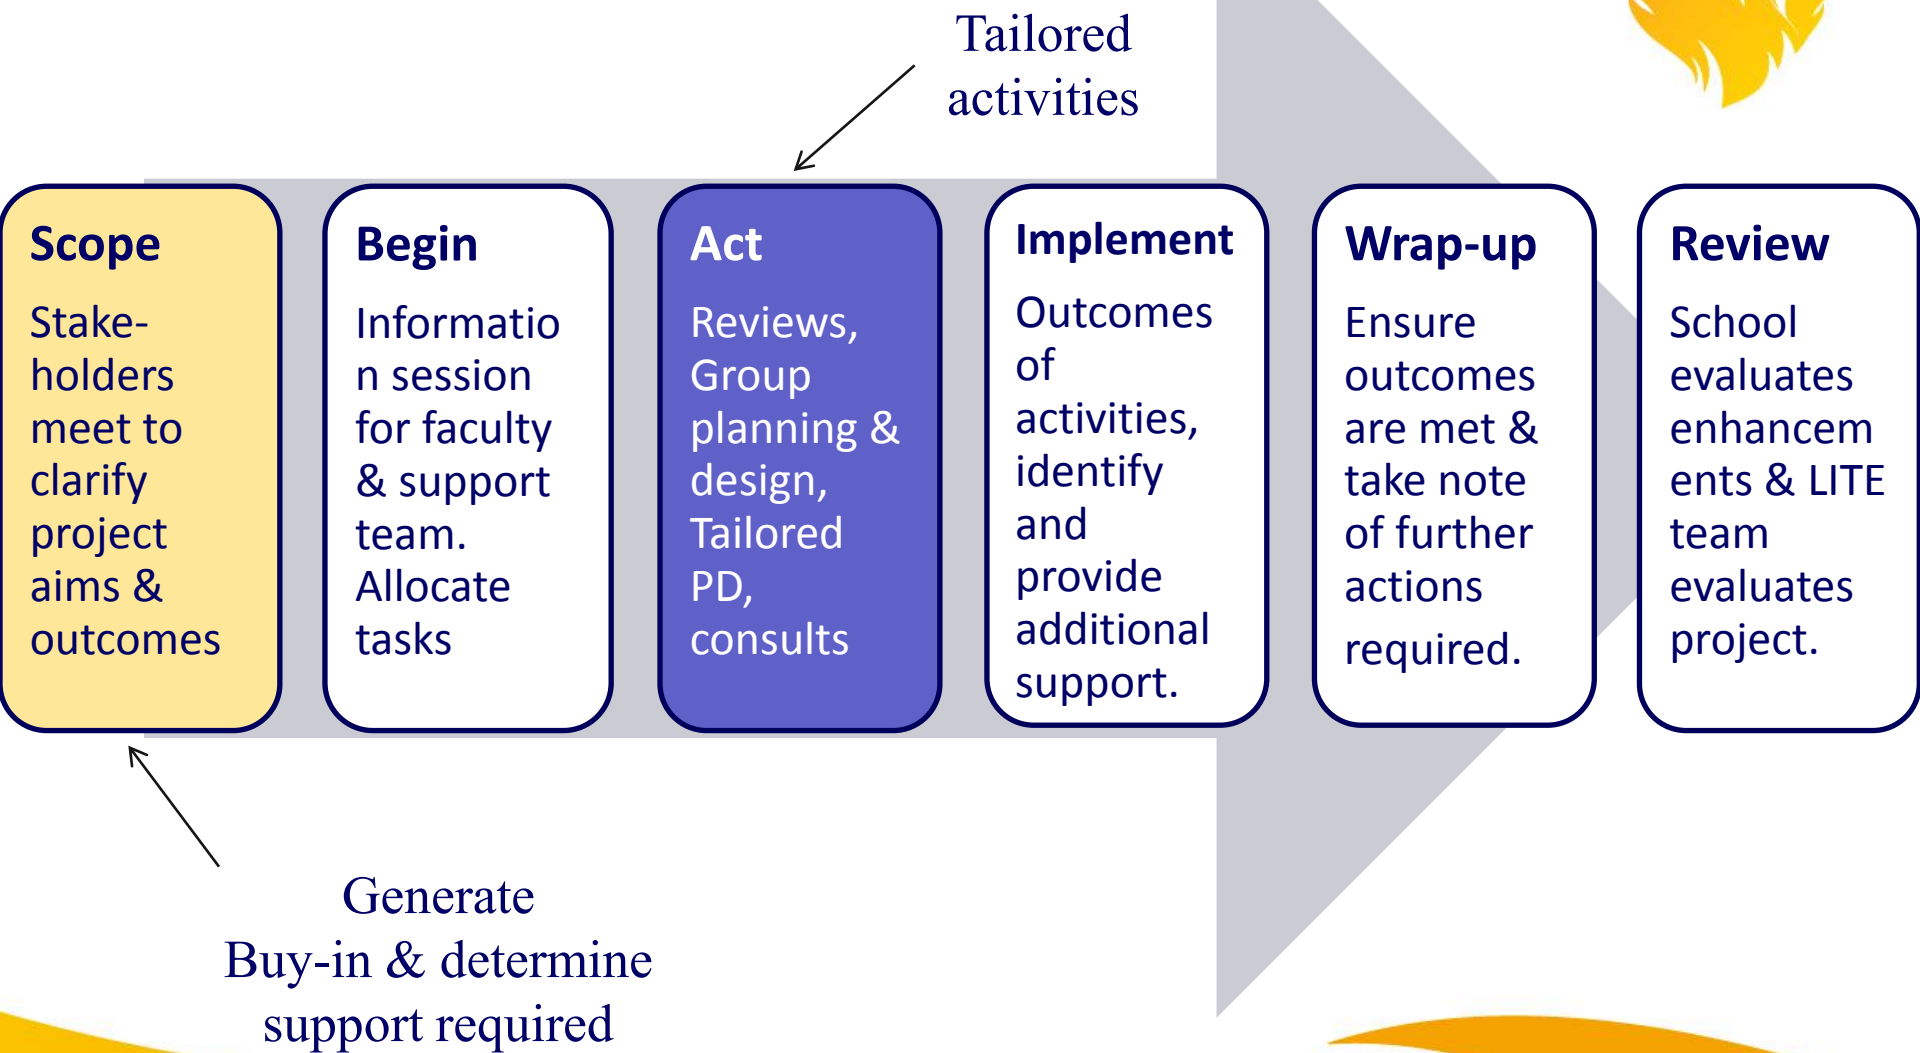 Tailored
activities
Scope
Stake-
holders
meet to
clarify
project
aims &
outcomes
Begin
Informatio
n session
for faculty
& support
team.
Allocate
tasks
Act
Reviews,
Group
planning &
design,
Tailored
PD,
consults
Implement
Outcomes
of
activities,
identify
and
provide
additional
support.
Wrap-up
Ensure
outcomes
are met &
take note
of further
actions
required.
Review
School
evaluates
enhancem
ents & LITE
team
evaluates
project.
Generate
Buy-in & determine
support required